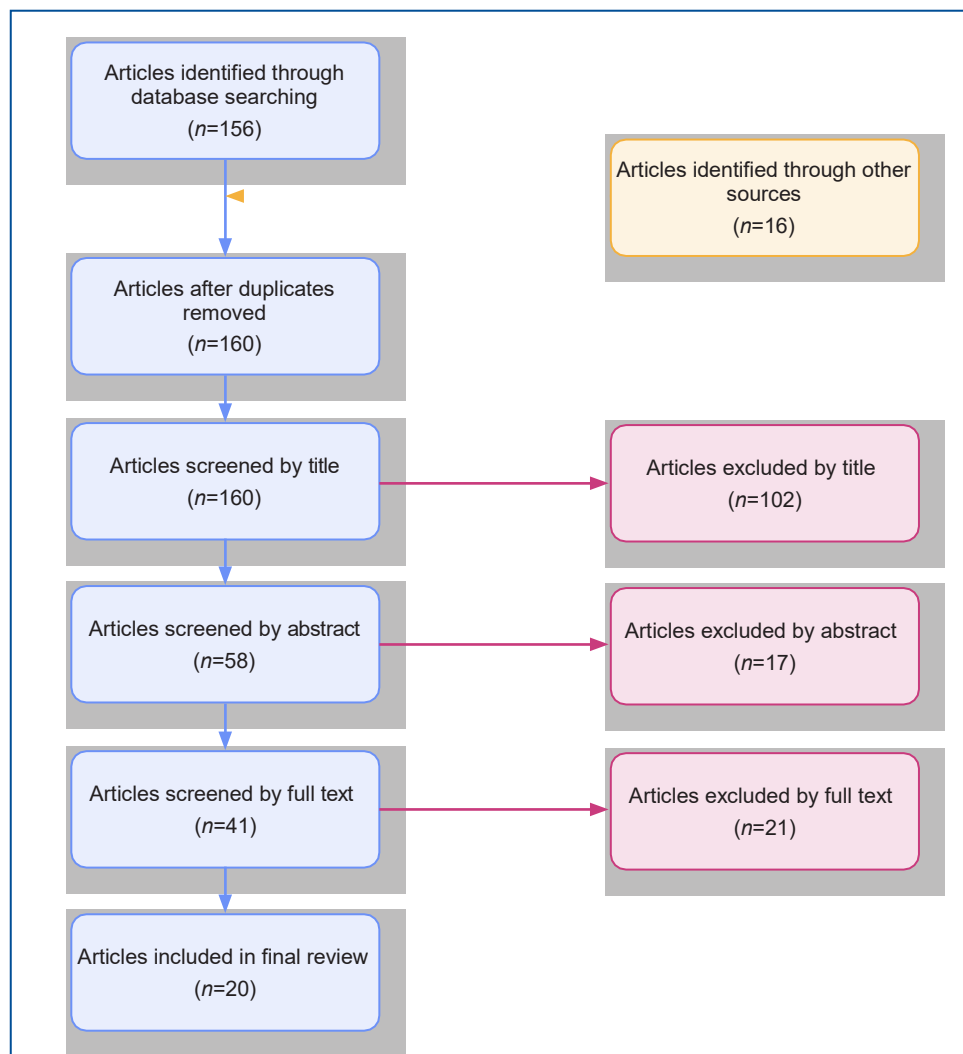 Articles identified through
database searching
(n=156)
Articles identified through other
sources
(n=16)
Articles after duplicates
removed
(n=160)
Articles screened by title
(n=160)
Articles excluded by title
(n=102)
Articles screened by abstract
(n=58)
Articles excluded by abstract
(n=17)
Articles screened by full text
(n=41)
Articles excluded by full text
(n=21)
Articles included in final review
(n=20)